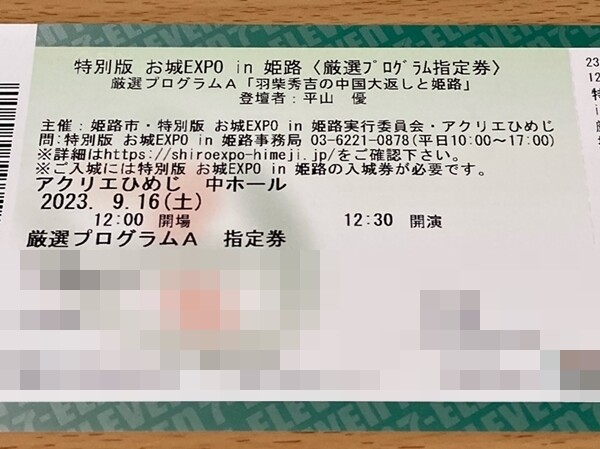 特別版 お城EXPO in 姫路〈厳選ﾌﾟﾛｸﾞﾗﾑ指定券〉
厳選プログラムA「羽柴秀吉の中国大返しと姫路」
登壇者:平山 優
主催:姫路市・特別版 お城EXPO in 姫路実行委員会・アクリエひめじ
問:特別版 お城EXPO in 姫路事務局 03-6221-0878(平日10:00~17:00)
※詳細はhttps://shiroexpo-himeji.jp/をご確認下さい。
※ご入城には特別版 お城EXPO in 姫路の入城券が必要です。
アクリエひめじ 中ホール
2023. 9.16(土)
12:00 開場 12:30 開演
厳選プログラムA 指定券
7-ELEVEN